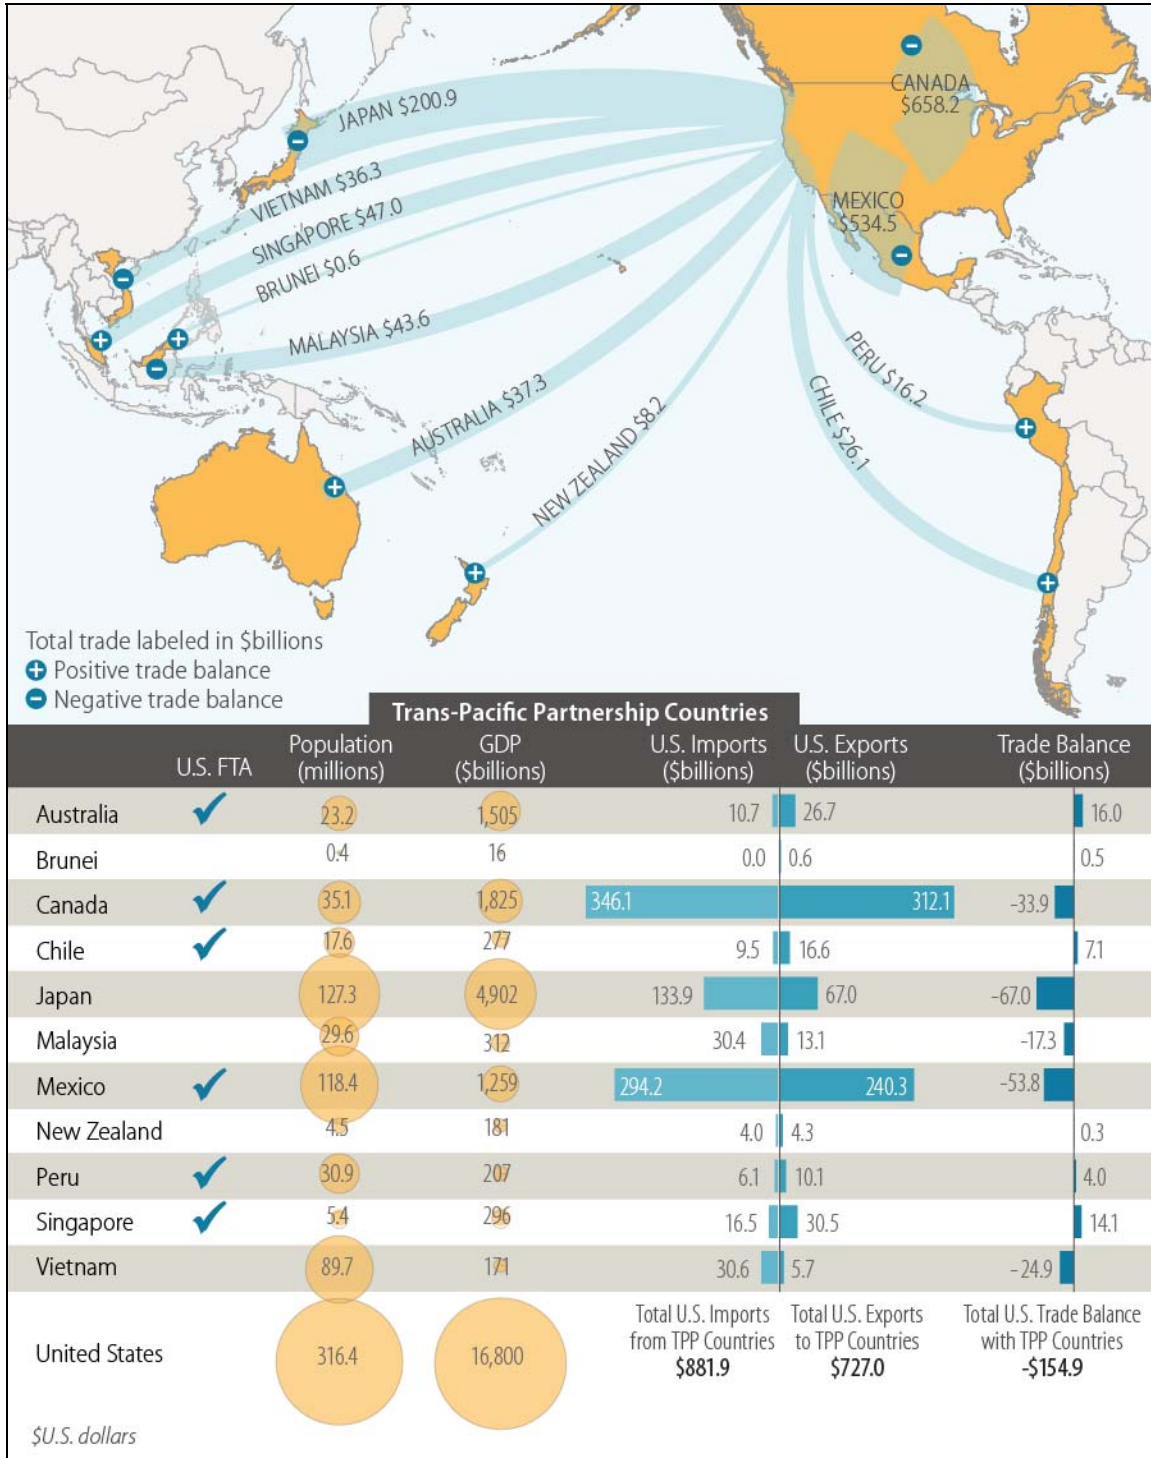 CANADA
$658.2
JAPAN $200.9
VIETNAM $36.3
SINGAPORE $47.0
BRUNEI $0.6
MEXICO
$534.5
MALAYSIA $43.6
AUSTRALIA $37.3
NEW ZEALAND $8.2
PERU $16.2
CHILE $26.1
Total trade labeled in $billions
+ Positive trade balance
− Negative trade balance
Trans-Pacific Partnership Countries
U.S. FTA Population (millions) GDP ($billions) U.S. Imports ($billions) U.S. Exports ($billions) Trade Balance ($billions)
Australia ✓ 23.2 1,505 10.7 26.7 16.0
Brunei 0.4 16 0.0 0.6 0.5
Canada ✓ 35.1 1,825 346.1 312.1 -33.9
Chile ✓ 17.6 277 9.5 16.6 7.1
Japan 127.3 4,902 133.9 67.0 -67.0
Malaysia 29.6 312 30.4 13.1 -17.3
Mexico ✓ 118.4 1,259 294.2 240.3 -53.8
New Zealand 4.5 181 4.0 4.3 0.3
Peru ✓ 30.9 207 6.1 10.1 4.0
Singapore ✓ 5.4 296 16.5 30.5 14.1
Vietnam 89.7 171 30.6 5.7 -24.9
United States 316.4 16,800
Total U.S. Imports
from TPP Countries
$881.9
Total U.S. Exports
to TPP Countries
$727.0
Total U.S. Trade Balance
with TPP Countries
-$154.9
$U.S. dollars